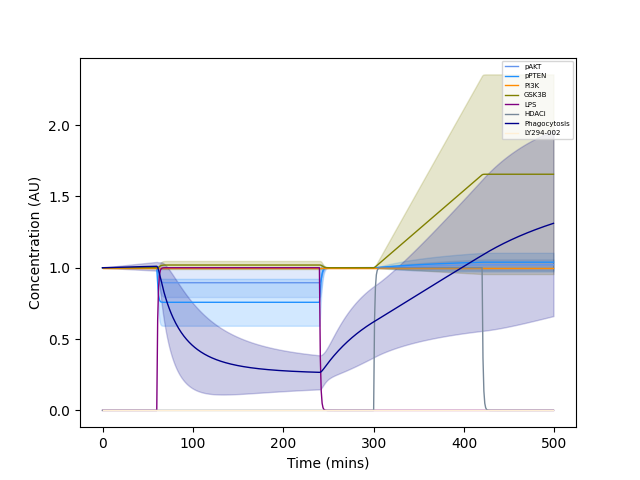 pAKT
pPTEN
PI3K
GSK3B
LPS
HDACi
Phagocytosis
LY294-002
2.0
1.5
1.0
0.5
0.0
Concentration (AU)
0 100 200 300 400 500
Time (mins)